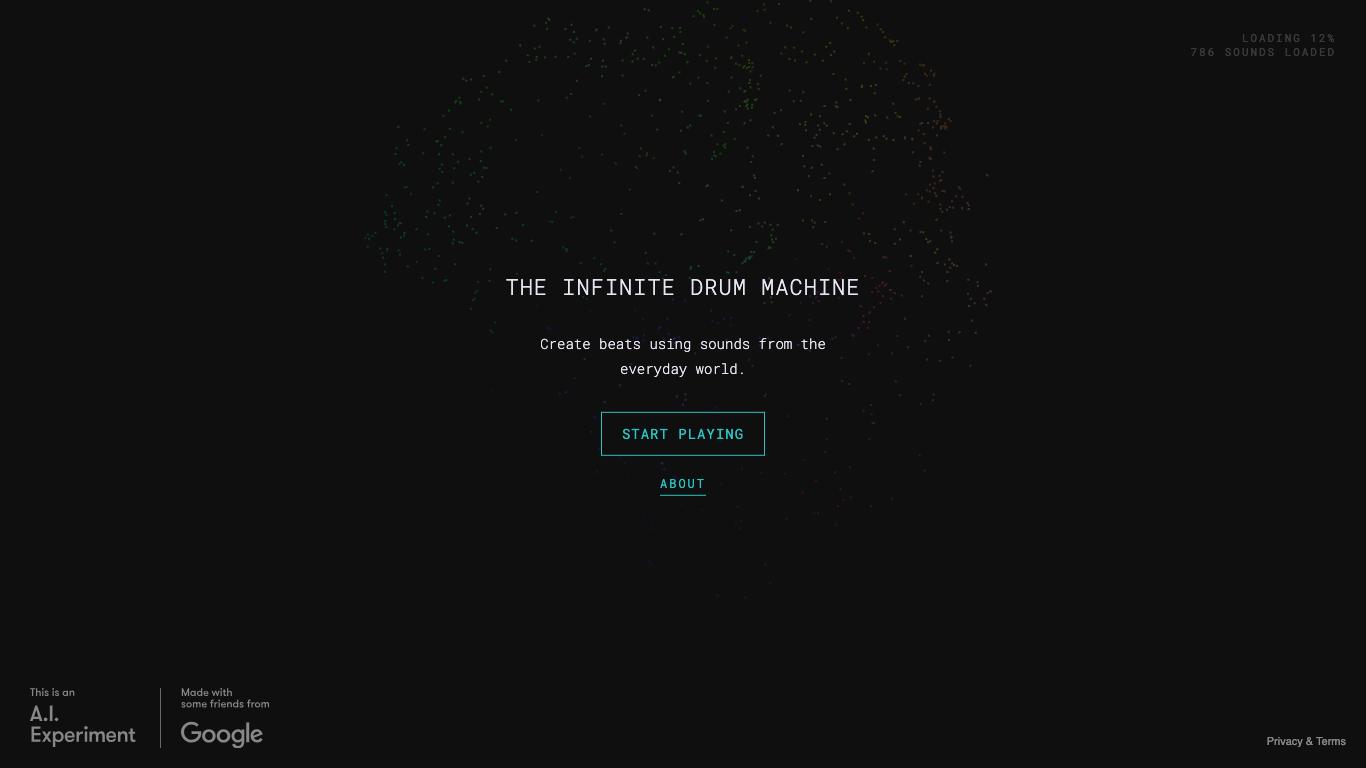 LOADING 12%
786 SOUNDS LOADED
THE INFINITE DRUM MACHINE
Create beats using sounds from the
everyday world.
START PLAYING
ABOUT
This is an
A.I.
Experiment
Made with
some friends from
Google
Privacy & Terms